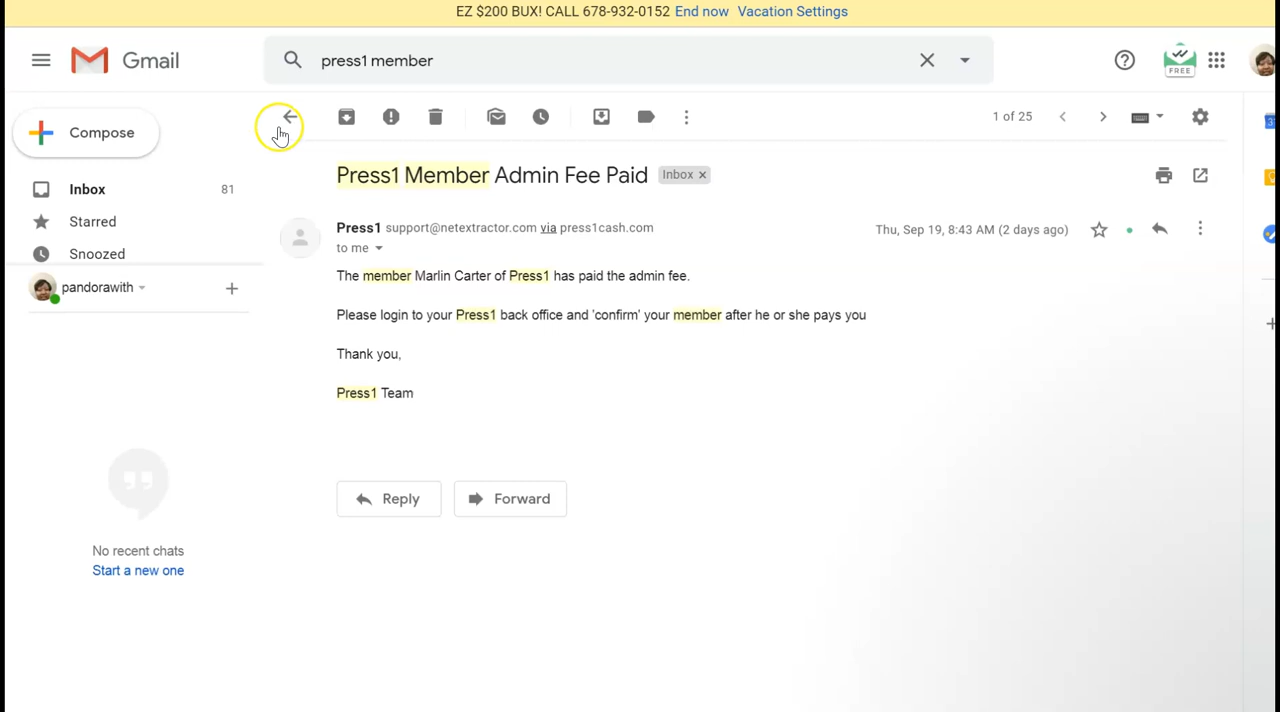 EZ $200 BUX! CALL 678-932-0152 End now Vacation Settings
Gmail
press1 member
FREE
Compose
1 of 25
Inbox 81
Starred
Snoozed
pandorawith
No recent chats
Start a new one
Press1 Member Admin Fee Paid Inbox x
Press1 support@netextractor.com via press1cash.com
Thu, Sep 19, 8:43 AM (2 days ago)
to me
The member Marlin Carter of Press1 has paid the admin fee.
Please login to your Press1 back office and 'confirm' your member after he or she pays you
Thank you,
Press1 Team
Reply Forward